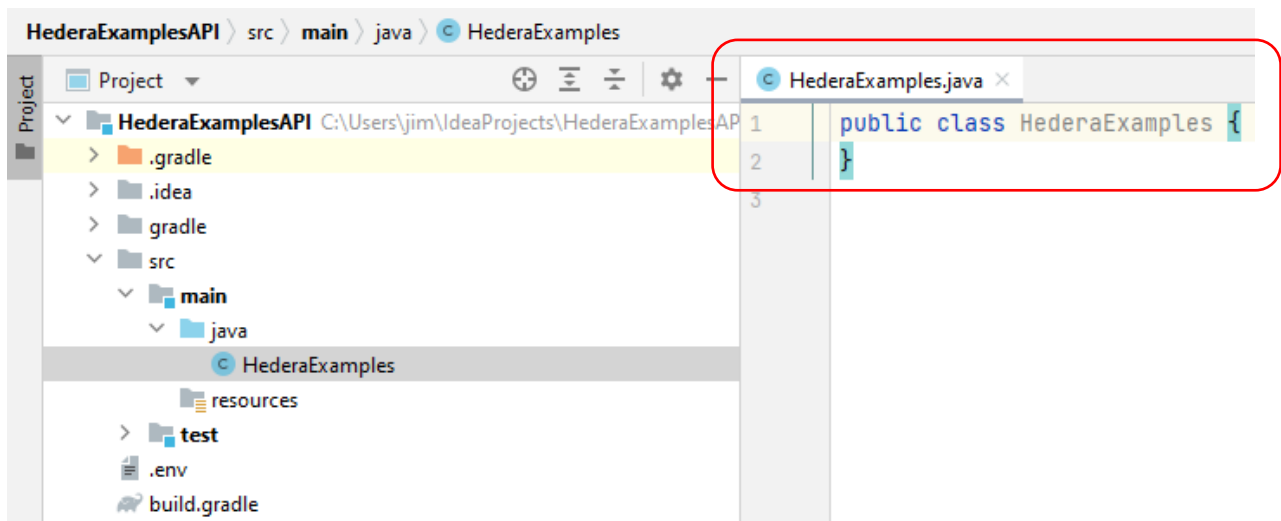 HederaExamplesAPI 〉 src 〉 main 〉 java 〉 C HederaExamples
Project
Project
HederaExamplesAPI C:\Users\jim\IdeaProjects\HederaExamplesAP
.gradle
.idea
gradle
src
main
java
C HederaExamples
resources
test
.env
build.gradle
C HederaExamples.java ×
1 public class HederaExamples {
2 }
3